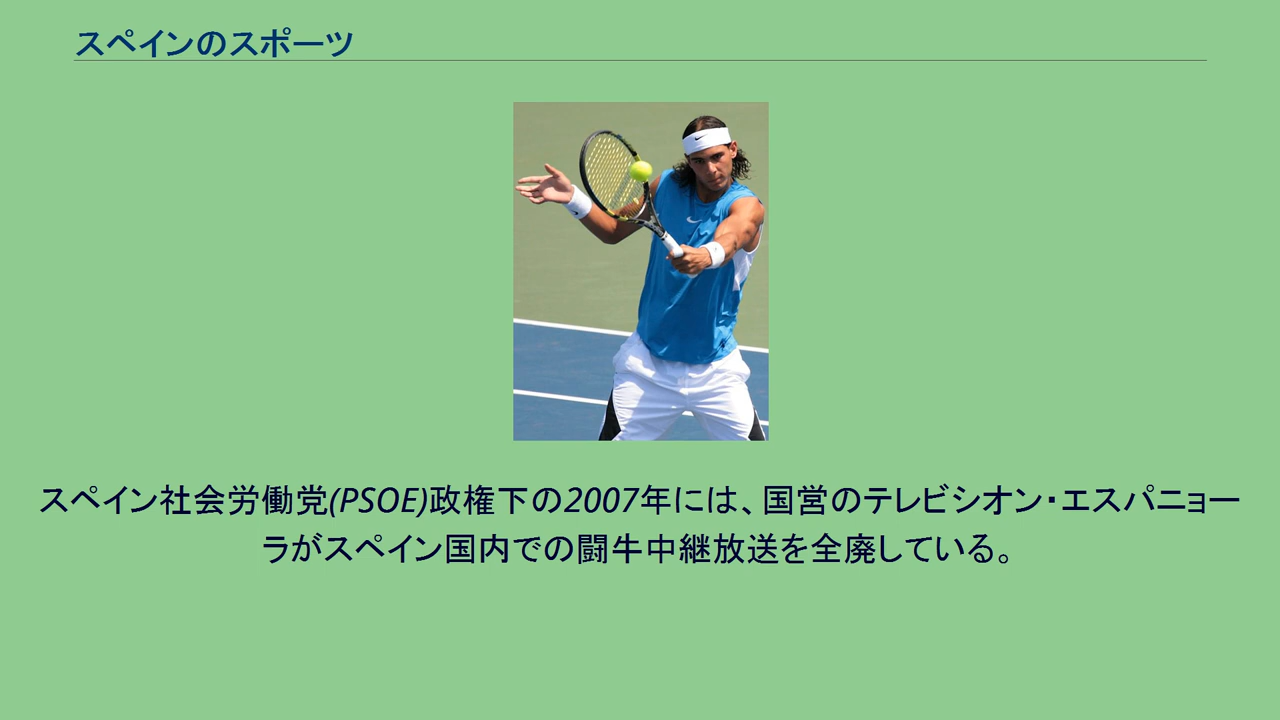 スペインのスポーツ
スペイン社会労働党(PSOE)政権下の2007年には、国営のテレビシオン・エスパニョー
ラがスペイン国内での闘牛中継放送を全廃している。